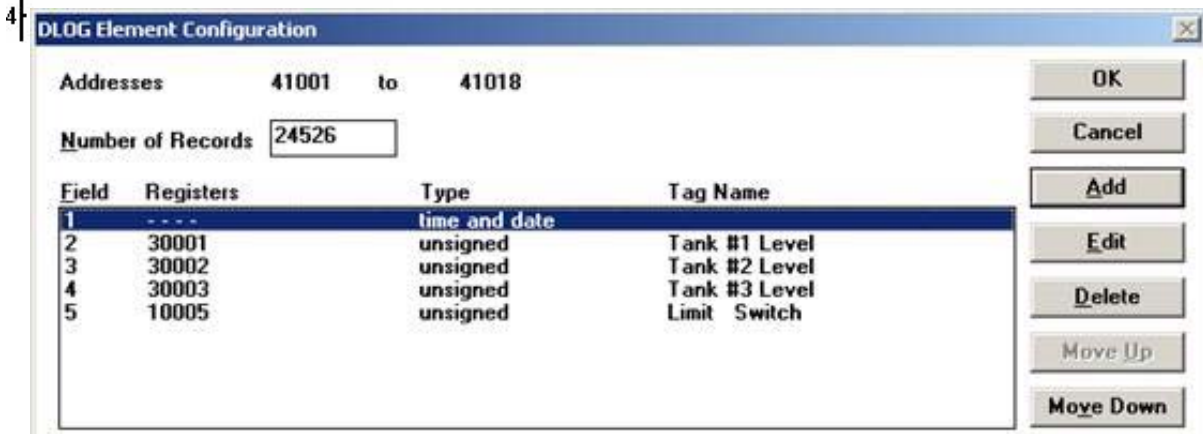 4
DLOG Element Configuration
Addresses 41001 to 41018
OK
Number of Records 24526
Cancel
Field Registers Type Tag Name
Add
1 - - - - time and date
2 30001 unsigned Tank #1 Level
3 30002 unsigned Tank #2 Level
4 30003 unsigned Tank #3 Level
5 10005 unsigned Limit Switch
Edit
Delete
Move Up
Move Down